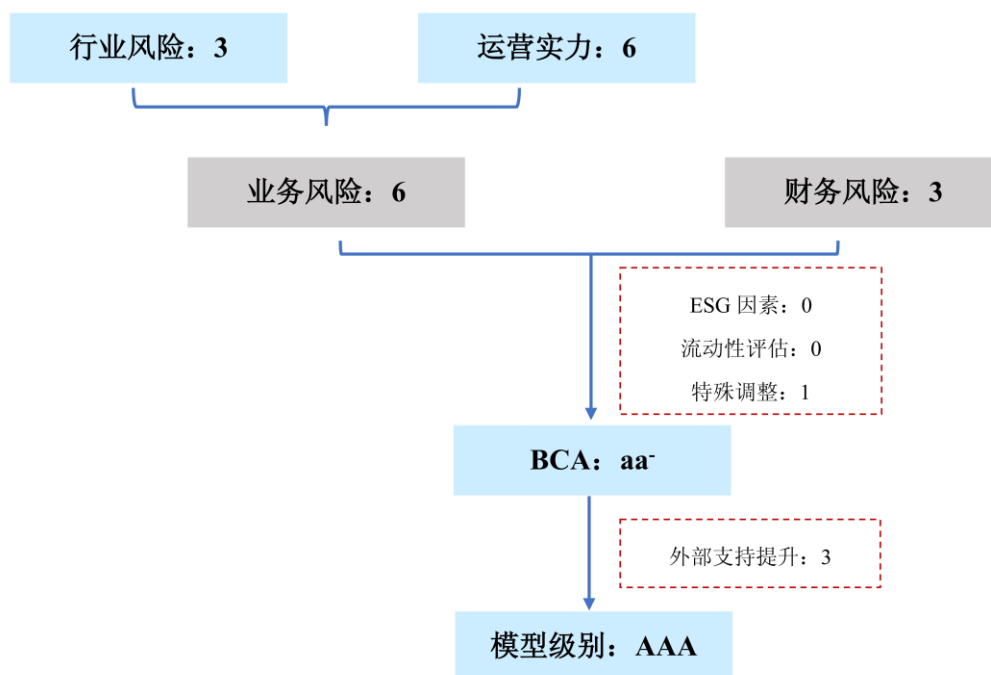 行业风险：3
运营实力：6
业务风险：6
财务风险：3
ESG 因素：0
流动性评估：0
特殊调整：1
BCA：aa-
外部支持提升：3
模型级别：AAA